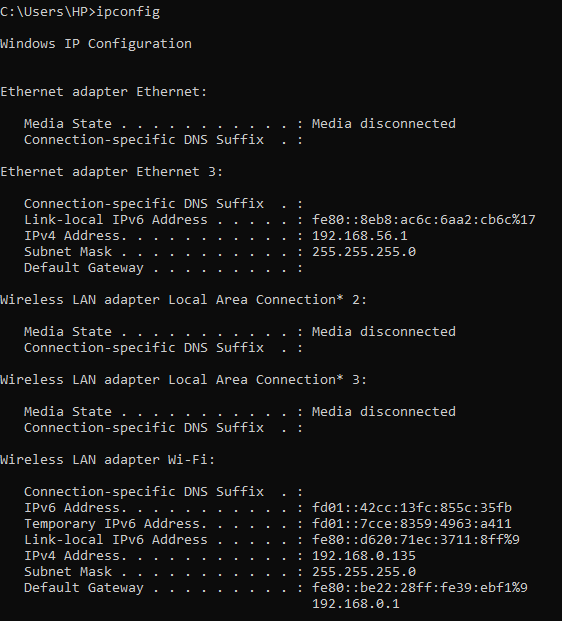 C:\Users\HP>ipconfig
Windows IP Configuration
Ethernet adapter Ethernet:
Media State . . . . . . . . . . . : Media disconnected
Connection-specific DNS Suffix  . :
Ethernet adapter Ethernet 3:
Connection-specific DNS Suffix  . :
Link-local IPv6 Address . . . . . : fe80::8eb8:ac6c:6aa2:cb6c%17
IPv4 Address. . . . . . . . . . . : 192.168.56.1
Subnet Mask . . . . . . . . . . . : 255.255.255.0
Default Gateway . . . . . . . . . :
Wireless LAN adapter Local Area Connection* 2:
Media State . . . . . . . . . . . : Media disconnected
Connection-specific DNS Suffix  . :
Wireless LAN adapter Local Area Connection* 3:
Media State . . . . . . . . . . . : Media disconnected
Connection-specific DNS Suffix  . :
Wireless LAN adapter Wi-Fi:
Connection-specific DNS Suffix  . :
IPv6 Address. . . . . . . . . . . : fd01::42cc:13fc:855c:35fb
Temporary IPv6 Address. . . . . . : fd01::7cce:8359:4963:a411
Link-local IPv6 Address . . . . . : fe80::d620:71ec:3711:8ff%9
IPv4 Address. . . . . . . . . . . : 192.168.0.135
Subnet Mask . . . . . . . . . . . : 255.255.255.0
Default Gateway . . . . . . . . . : fe80::be22:28ff:fe39:ebf1%9
192.168.0.1